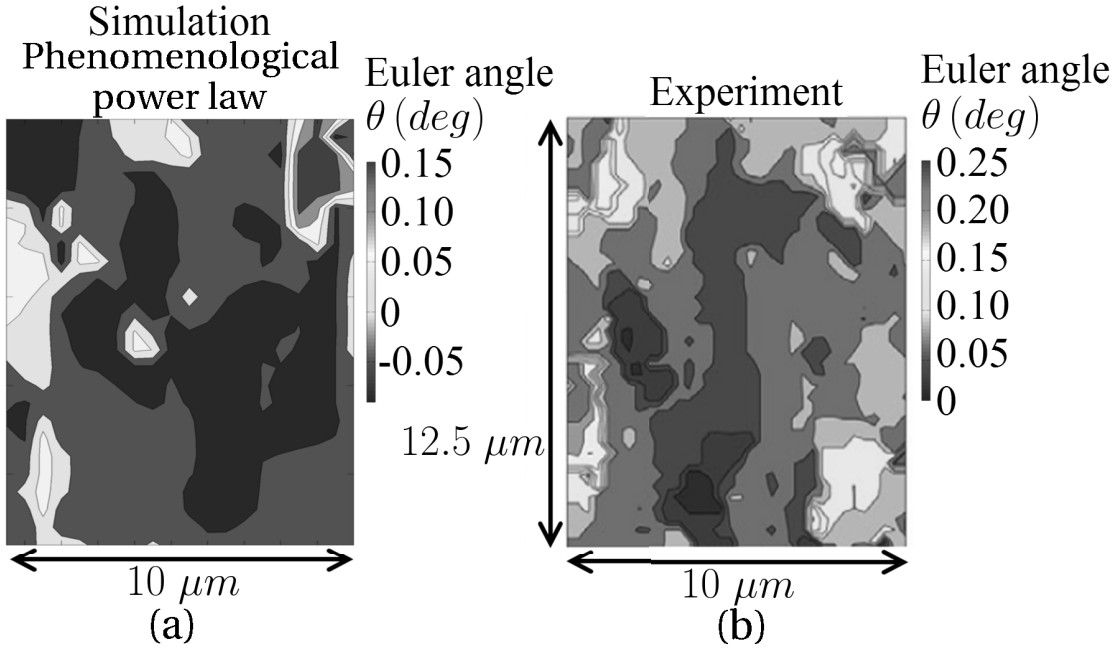 Simulation
Phenomenological
power law
Euler angle
θ (deg)
0.15
0.10
0.05
0
-0.05
10 μm
(a)
Experiment
Euler angle
θ (deg)
0.25
0.20
0.15
0.10
0.05
0
12.5 μm
10 μm
(b)